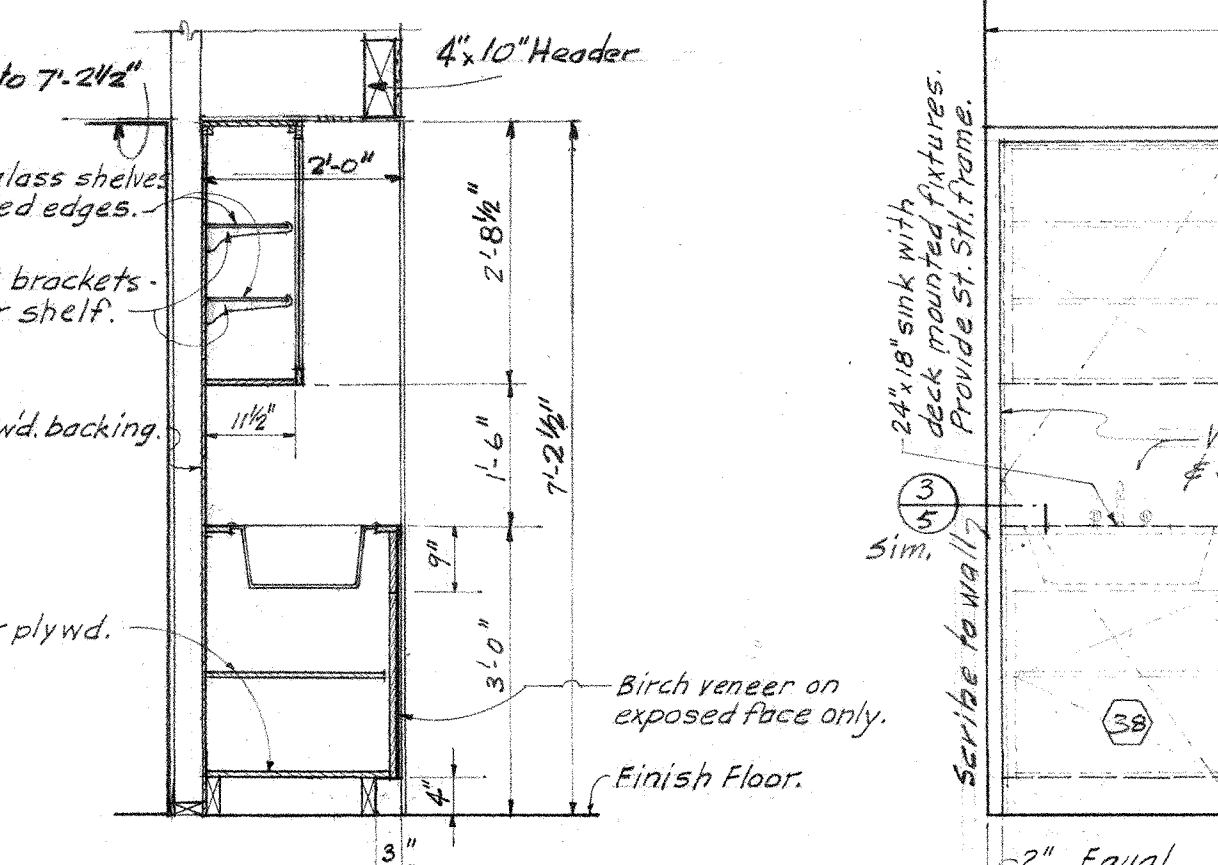 to 7'-2½"
4"x10" Header
glass shelves
ed edges.
2'-0"
brackets -
shelf.
2'-8½"
11½"
w'd. backing.
1'-6"
7'-2½"
9"
plywd.
3'-0"
Birch veneer on
exposed face only.
Finish Floor.
4"
3"
24"x18" sink with
deck mounted fixtures.
Provide St. Stl. frame.
3
5
Sim.
Scribe to wall
38
2" Equal